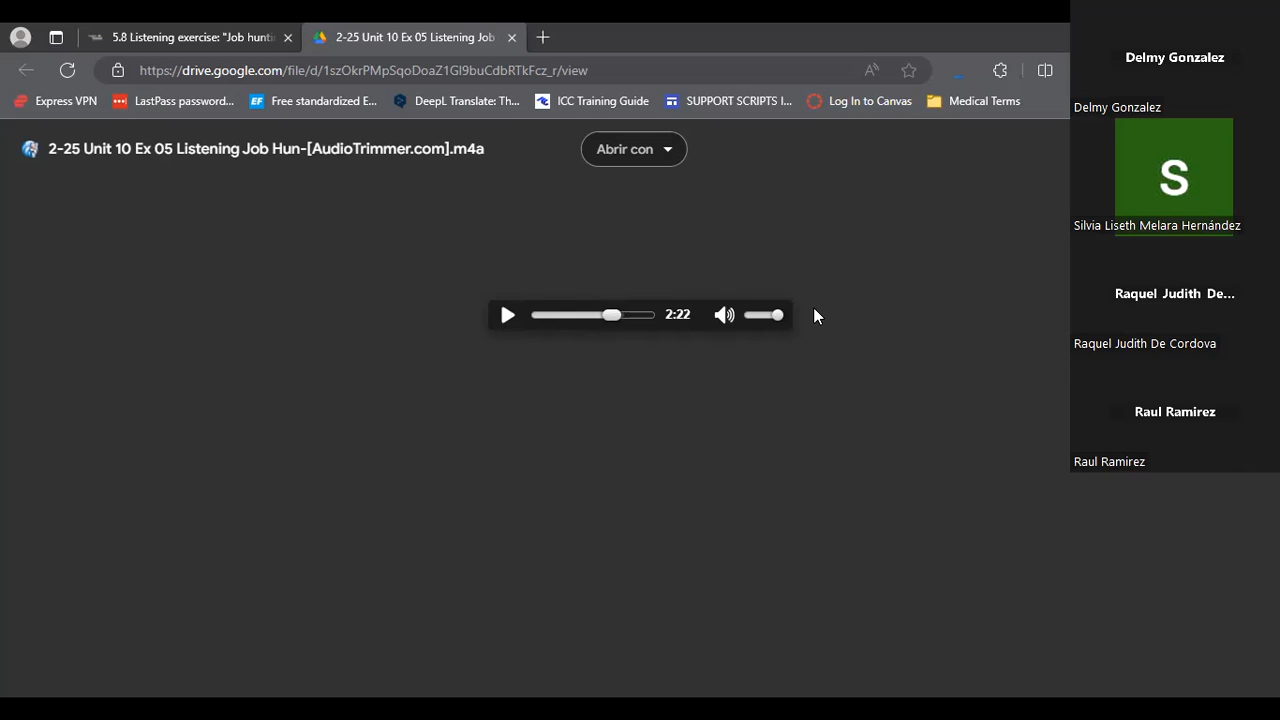 5.8 Listening exercise: "Job hunti
2-25 Unit 10 Ex 05 Listening Job
https://drive.google.com/file/d/1szOkrPMpSqoDoaZ1Gl9buCdbRTkFcz_r/view
Express VPN
LastPass password...
EF Free standardized E...
DeepL Translate: Th...
ICC Training Guide
SUPPORT SCRIPTS I...
Log In to Canvas
Medical Terms
2-25 Unit 10 Ex 05 Listening Job Hun-[AudioTrimmer.com].m4a
Abrir con
2:22
Delmy Gonzalez
Delmy Gonzalez
S
Silvia Liseth Melara Hernández
Raquel Judith De...
Raquel Judith De Cordova
Raul Ramirez
Raul Ramirez